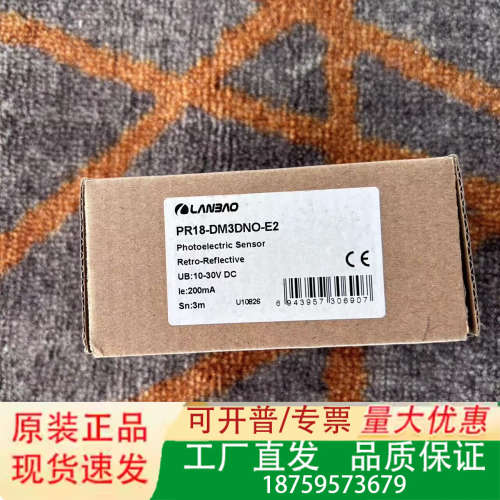 LANBAO
PR18-DM3DNO-E2
Photoelectric Sensor
Retro-Reflective
UB:10-30V DC
Ie:200mA
Sn:3m
U10826
6 943957 306907
CE
原装正品
现货速发
可开普/专票
量大优惠
工厂直发
品质保证
18759573679